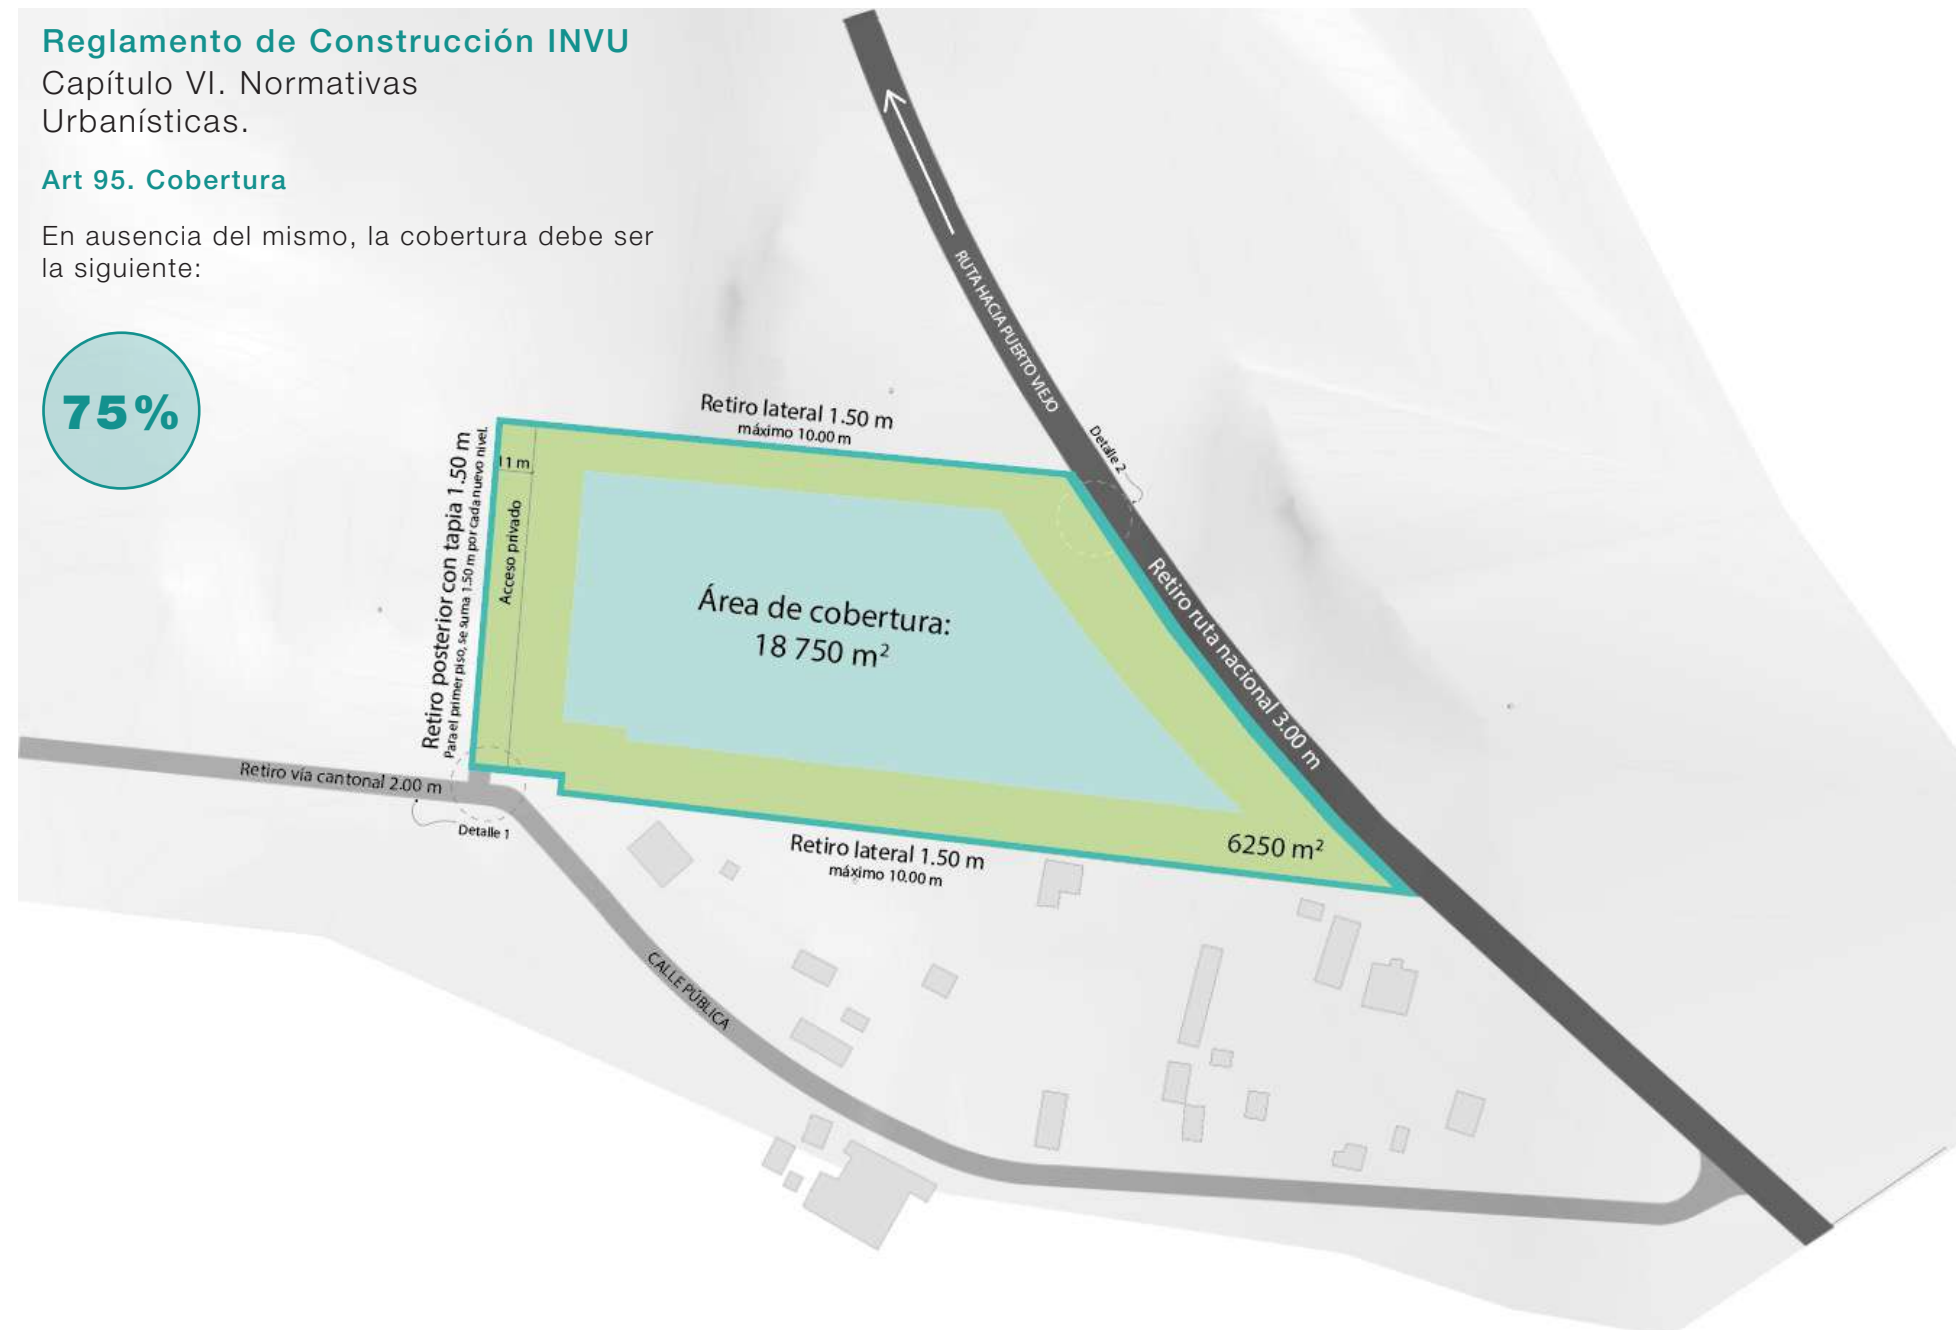 Reglamento de Construcción INVU
Capítulo VI. Normativas
Urbanísticas.
Art 95. Cobertura
En ausencia del mismo, la cobertura debe ser
la siguiente:
75%
RUTA HACIA PUERTO VIEJO
Retiro lateral 1.50 m
máximo 10.00 m
Detalle 2
Retiro posterior con tapia 1.50 m
Para el primer piso, se suma 1.50 m por cada nuevo nivel.
11 m
Acceso privado
Área de cobertura:
18 750 m²
Retiro ruta nacional 3.00 m
Retiro vía cantonal 2.00 m
Detalle 1
Retiro lateral 1.50 m
máximo 10.00 m
6250 m²
CALLE PÚBLICA